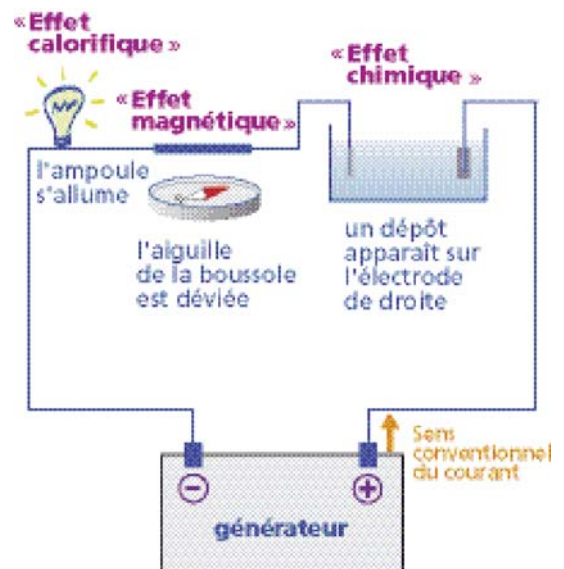 « Effet
calorifique »
« Effet
magnétique »
« Effet
chimique »
l'ampoule
s'allume
l'aiguille
de la boussole
est déviée
un dépôt
apparaît sur
l'électrode
de droite
Sens
conventionnel
du courant
− +
générateur